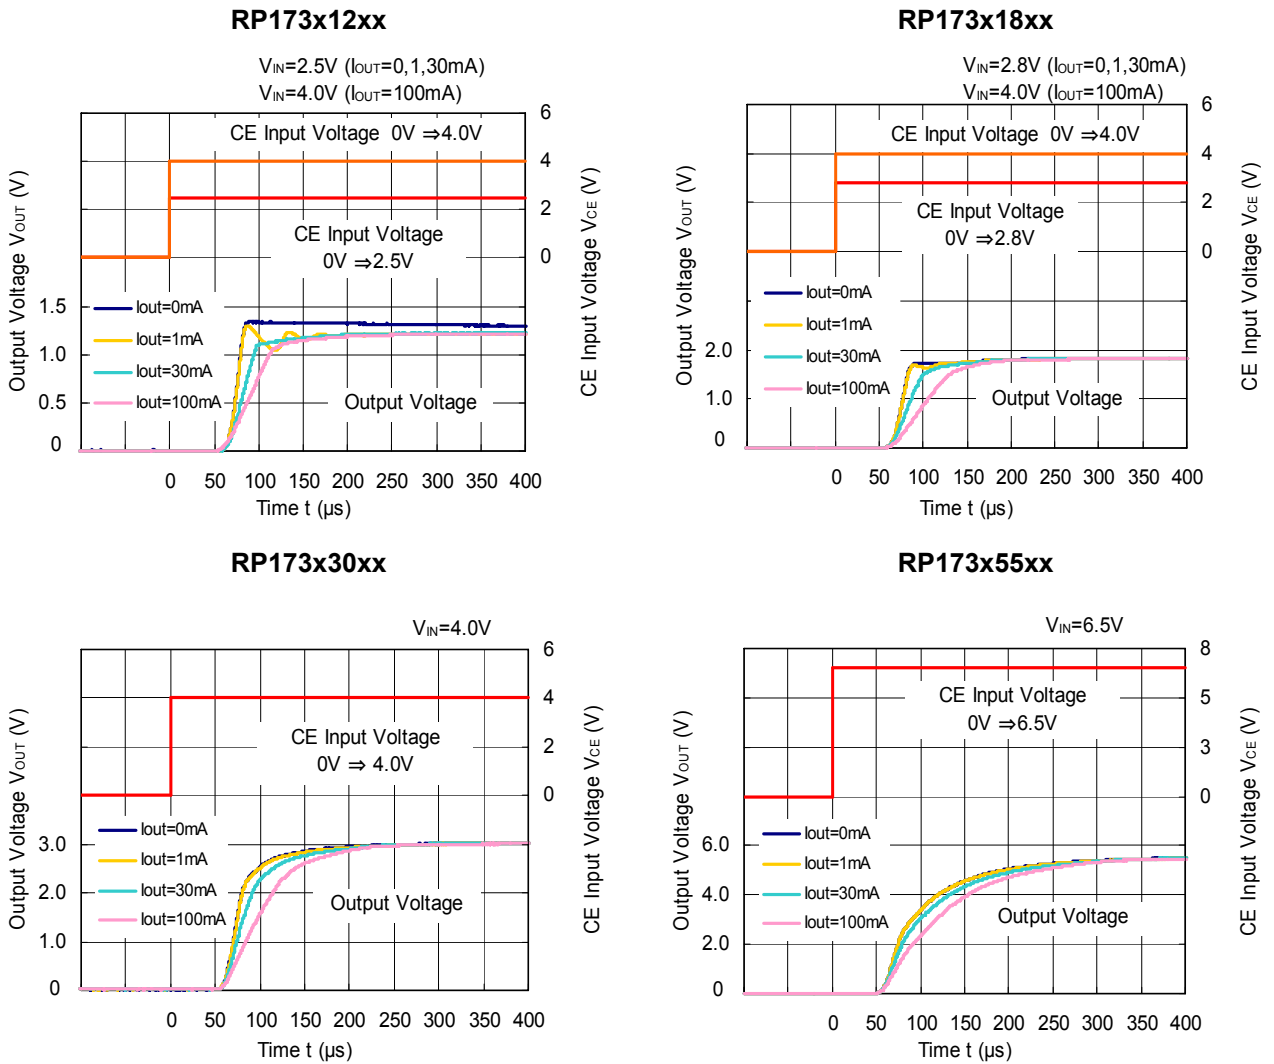 RP173x12xx
VIN=2.5V (IOUT=0,1,30mA)
VIN=4.0V (IOUT=100mA)
CE Input Voltage 0V ⇒4.0V
CE Input Voltage
0V ⇒2.5V
Iout=0mA
Iout=1mA
Iout=30mA
Iout=100mA
Output Voltage
Output Voltage VOUT (V)
1.5
1.0
0.5
0
CE Input Voltage VCE (V)
6
4
2
0
0 50 100 150 200 250 300 350 400
Time t (µs)
RP173x18xx
VIN=2.8V (IOUT=0,1,30mA)
VIN=4.0V (IOUT=100mA)
CE Input Voltage 0V ⇒4.0V
CE Input Voltage
0V ⇒2.8V
Iout=0mA
Iout=1mA
Iout=30mA
Iout=100mA
Output Voltage
Output Voltage VOUT (V)
2.0
1.0
0
CE Input Voltage VCE (V)
6
4
2
0
0 50 100 150 200 250 300 350 400
Time t (µs)
RP173x30xx
VIN=4.0V
CE Input Voltage
0V ⇒ 4.0V
Iout=0mA
Iout=1mA
Iout=30mA
Iout=100mA
Output Voltage
Output Voltage VOUT (V)
3.0
2.0
1.0
0
CE Input Voltage VCE (V)
6
4
2
0
0 50 100 150 200 250 300 350 400
Time t (µs)
RP173x55xx
VIN=6.5V
CE Input Voltage
0V ⇒6.5V
Iout=0mA
Iout=1mA
Iout=30mA
Iout=100mA
Output Voltage
Output Voltage VOUT (V)
6.0
4.0
2.0
0
CE Input Voltage VCE (V)
8
5
3
0
0 50 100 150 200 250 300 350 400
Time t (µs)